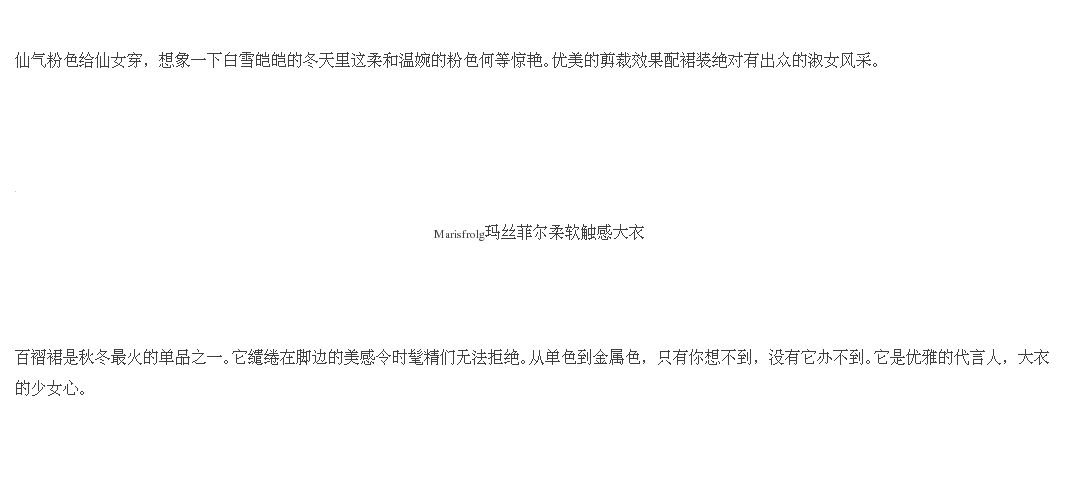 仙气粉色给仙女穿，想象一下白雪皑皑的冬天里这柔和温婉的粉色何等惊艳。优美的剪裁效果配裙装绝对有出众的淑女风采。
Marisfrolg玛丝菲尔柔软触感大衣
百褶裙是秋冬最火的单品之一。它缱绻在脚边的美感令时髦精们无法拒绝。从单色到金属色，只有你想不到，没有它办不到。它是优雅的代言人，大衣
的少女心。